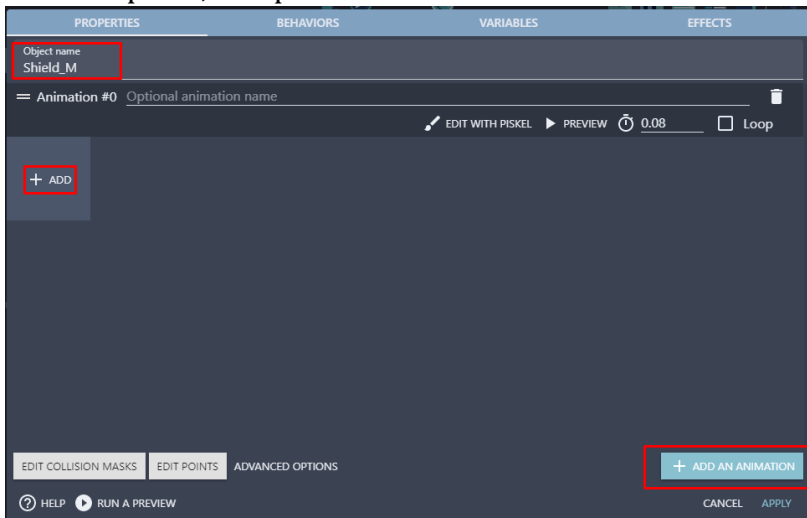 PROPERTIES BEHAVIORS VARIABLES EFFECTS
Object name
Shield_M
Animation #0 Optional animation name
EDIT WITH PISKEL PREVIEW 0.08 Loop
+ ADD
EDIT COLLISION MASKS EDIT POINTS ADVANCED OPTIONS + ADD AN ANIMATION
? HELP RUN A PREVIEW CANCEL APPLY